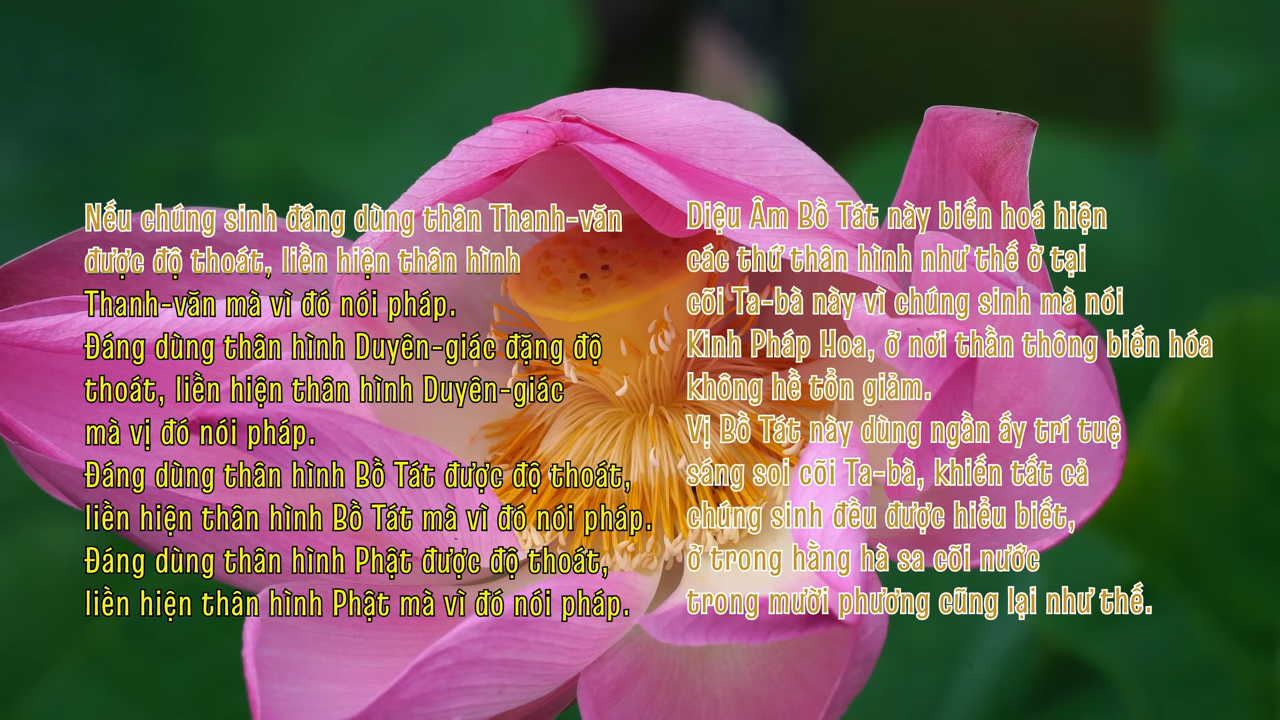 Nếu chúng sinh đáng dùng thân Thanh-văn
được độ thoát, liền hiện thân hình
Thanh-văn mà vì đó nói pháp.
Đáng dùng thân hình Duyên-giác đặng độ
thoát, liền hiện thân hình Duyên-giác
mà vị đó nói pháp.
Đáng dùng thân hình Bồ Tát được độ thoát,
liền hiện thân hình Bồ Tát mà vì đó nói pháp.
Đáng dùng thân hình Phật được độ thoát,
liền hiện thân hình Phật mà vì đó nói pháp.
Diệu Âm Bồ Tát này biến hoá hiện
các thứ thân hình như thế ở tại
cõi Ta-bà này vì chúng sinh mà nói
Kinh Pháp Hoa, ở nơi thần thông biến hóa
không hề tổn giảm.
Vị Bồ Tát này dùng ngần ấy trí tuệ
sáng soi cõi Ta-bà, khiến tất cả
chúng sinh đều được hiểu biết,
ở trong hằng hà sa cõi nước
trong mười phương cũng lại như thế.